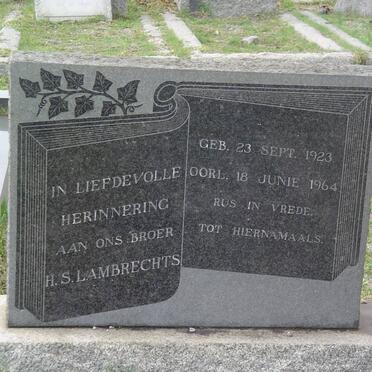 IN LIEFDEVOLLE
HERINNERING
AAN ONS BROER
H.S. LAMBRECHTS
GEB. 23 SEPT. 1923
OORL. 18 JUNIE 1964
RUS IN VREDE.
TOT HIERNAMAALS.